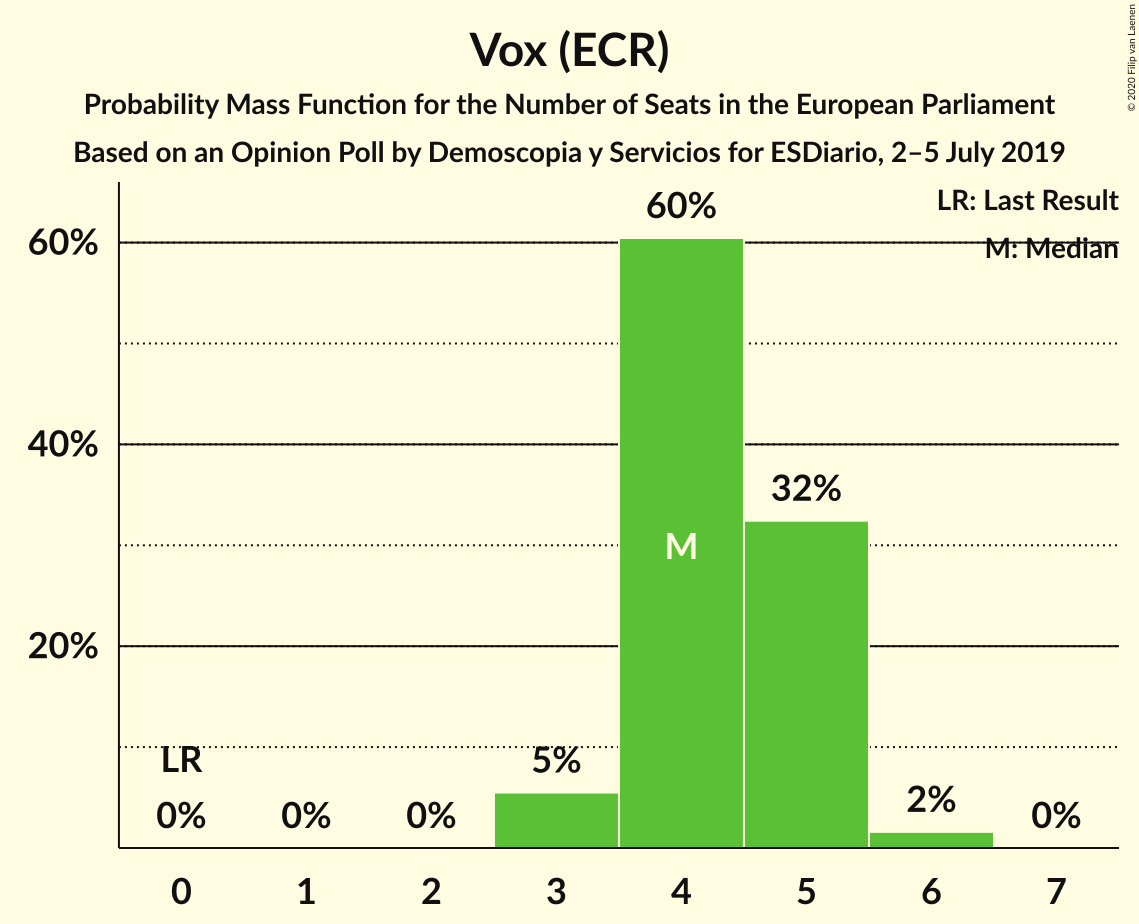 Vox (ECR)
Probability Mass Function for the Number of Seats in the European Parliament
Based on an Opinion Poll by Demoscopia y Servicios for ESDiario, 2–5 July 2019
© 2020 Filip van Laenen
LR: Last Result
M: Median
60%
40%
20%
LR
0%
0%
0%
5%
60%
M
32%
2%
0%
0
1
2
3
4
5
6
7